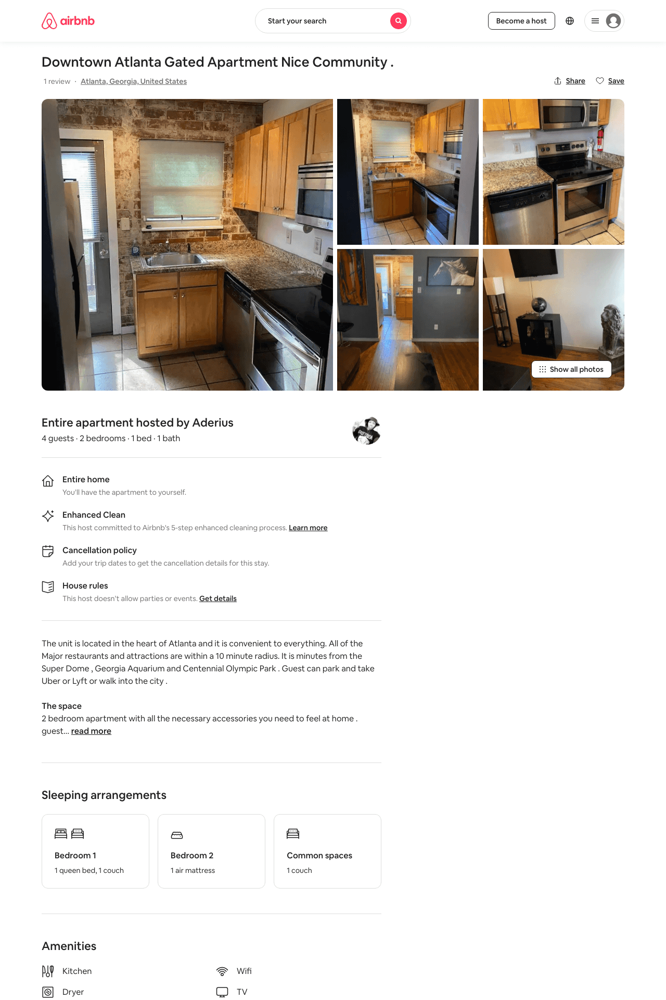 airbnb
Start your search
Become a host
Downtown Atlanta Gated Apartment Nice Community .
1 review · Atlanta, Georgia, United States
Share
Save
Show all photos
Entire apartment hosted by Aderius
4 guests · 2 bedrooms · 1 bed · 1 bath
Entire home
You’ll have the apartment to yourself.
Enhanced Clean
This host committed to Airbnb's 5-step enhanced cleaning process. Learn more
Cancellation policy
Add your trip dates to get the cancellation details for this stay.
House rules
This host doesn’t allow parties or events. Get details
The unit is located in the heart of Atlanta and it is convenient to everything. All of the
Major restaurants and attractions are within a 10 minute radius. It is minutes from the
Super Dome , Georgia Aquarium and Centennial Olympic Park . Guest can park and take
Uber or Lyft or walk into the city .
The space
2 bedroom apartment with all the necessary accessories you need to feel at home .
guest... read more
Sleeping arrangements
Bedroom 1
1 queen bed, 1 couch
Bedroom 2
1 air mattress
Common spaces
1 couch
Amenities
Kitchen
Wifi
Dryer
TV